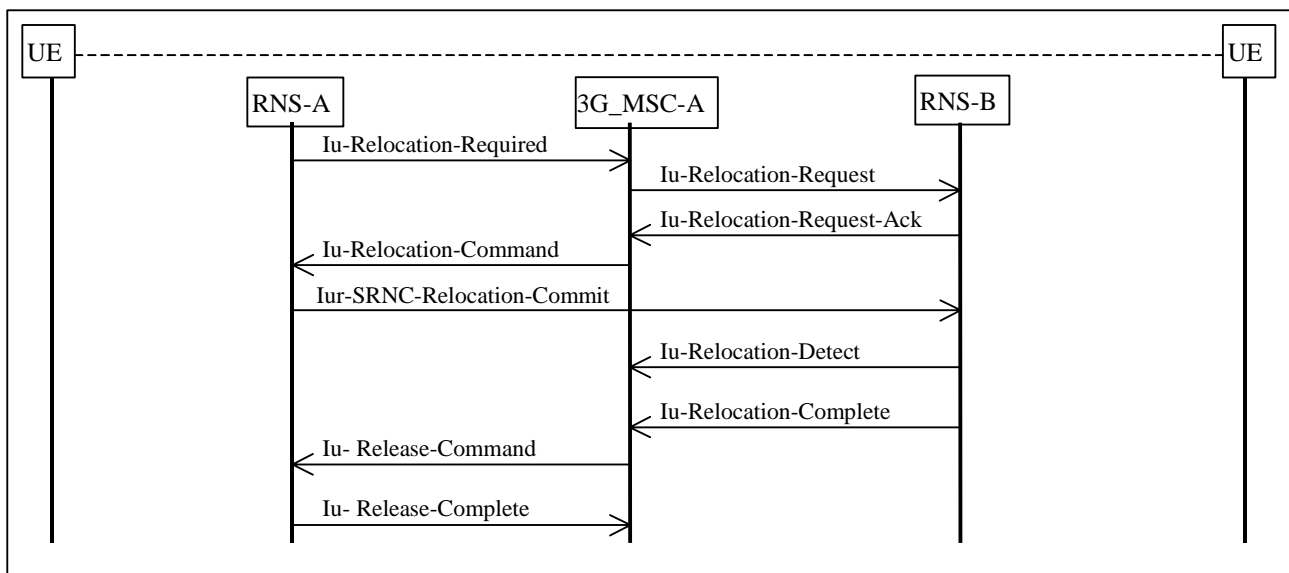 UE
UE
RNS-A
3G_MSC-A
RNS-B
Iu-Relocation-Required
Iu-Relocation-Request
Iu-Relocation-Request-Ack
Iu-Relocation-Command
Iur-SRNC-Relocation-Commit
Iu-Relocation-Detect
Iu-Relocation-Complete
Iu- Release-Command
Iu- Release-Complete